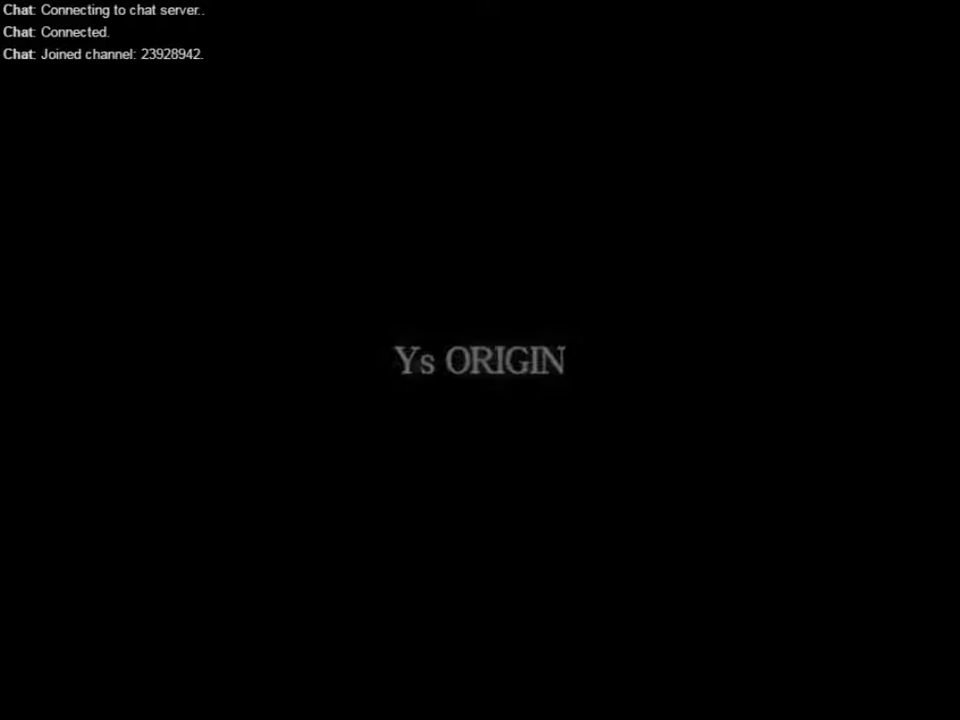 Chat: Connecting to chat server..
Chat: Connected.
Chat: Joined channel: 23928942.
Ys ORIGIN